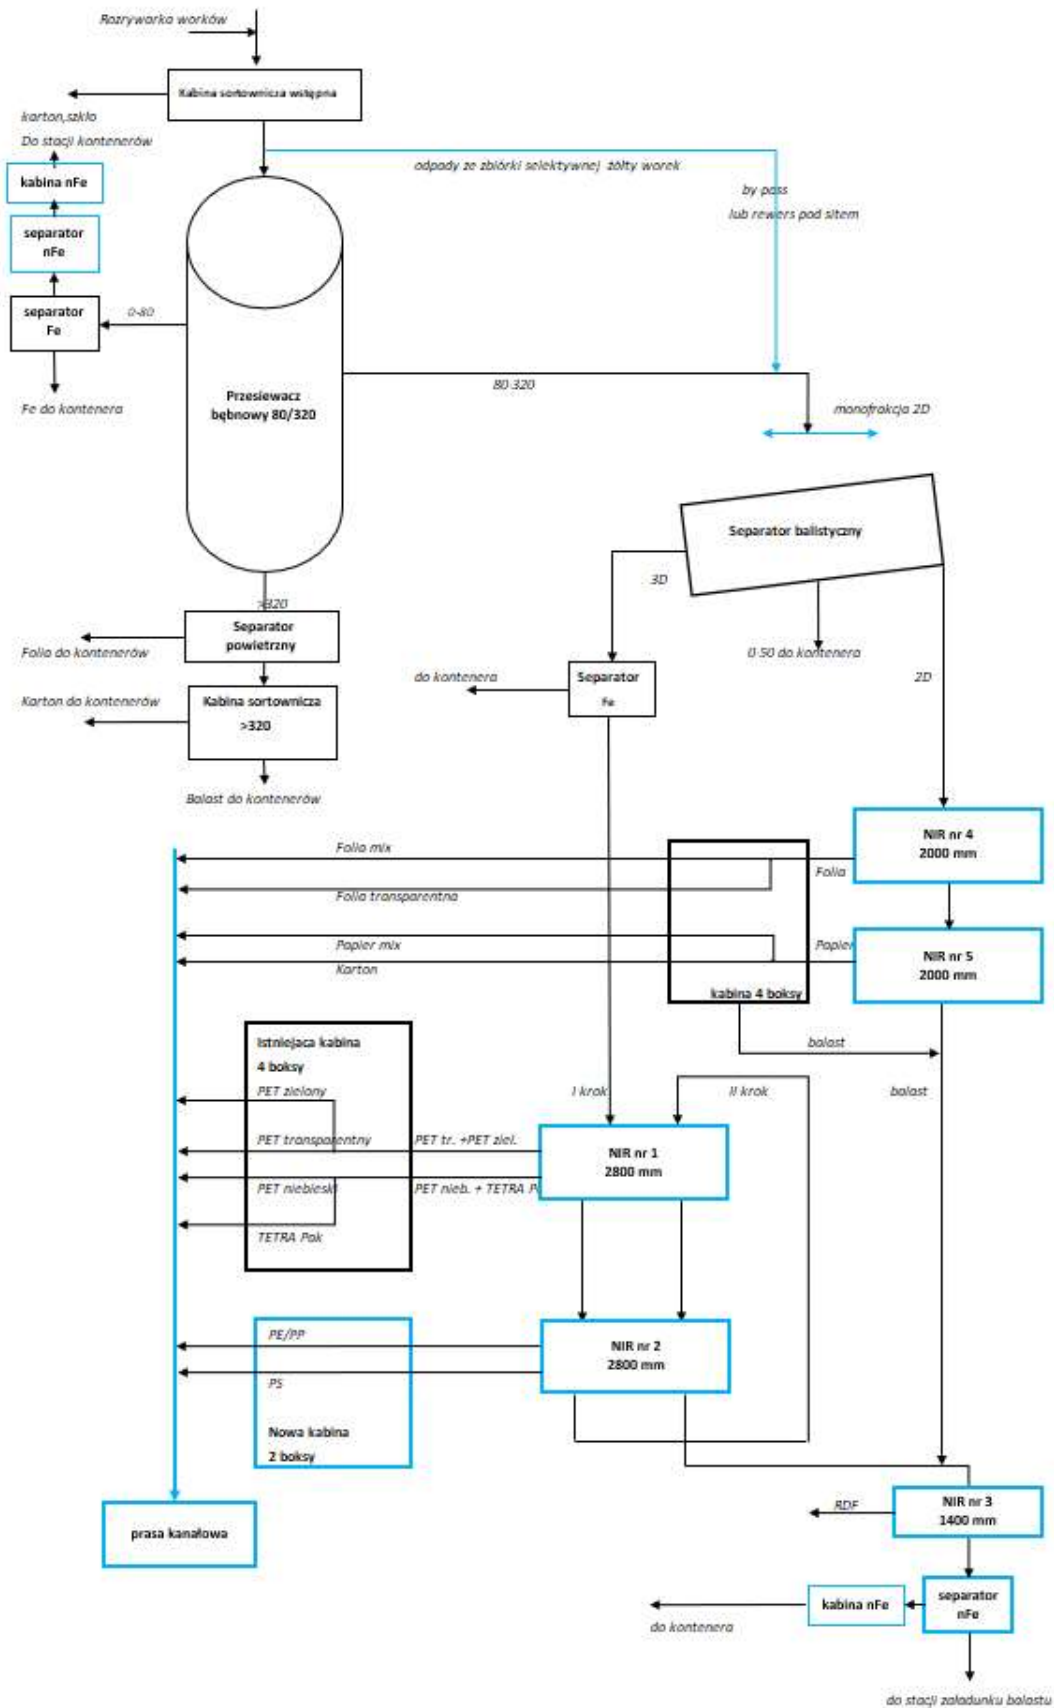 Rozrywarka worków
Kabina sortownicza wstępna
karton,szkło
Do stacji kontenerów
odpady ze zbiórki selektywnej żółty worek
kabina nFe
by pass
lub rewers pod sitem
separator
nFe
separator
Fe
0-80
Fe do kontenera
Przesiewacz
bębnowy 80/320
80-320
monofrakcja 2D
Separator balistyczny
3D
>320
Separator
powietrzny
Folia do kontenerów
0-50 do kontenera
2D
do kontenera
Separator
Fe
Karton do kontenerów
Kabina sortownicza
>320
Balast do kontenerów
NIR nr 4
2000 mm
Folia mix
Folia
Folia transparentna
Papier mix
Papier
Karton
NIR nr 5
2000 mm
kabina 4 boksy
balast
Istniejaca kabina
4 boksy
I krok
II krok
balast
PET zielony
PET transparentny
PET tr. +PET ziel.
NIR nr 1
2800 mm
PET niebieski
PET nieb. + TETRA P
TETRA Pak
PE/PP
NIR nr 2
2800 mm
PS
Nowa kabina
2 boksy
prasa kanałowa
RDF
NIR nr 3
1400 mm
kabina nFe
separator
nFe
do kontenera
do stacji załadunku balastu